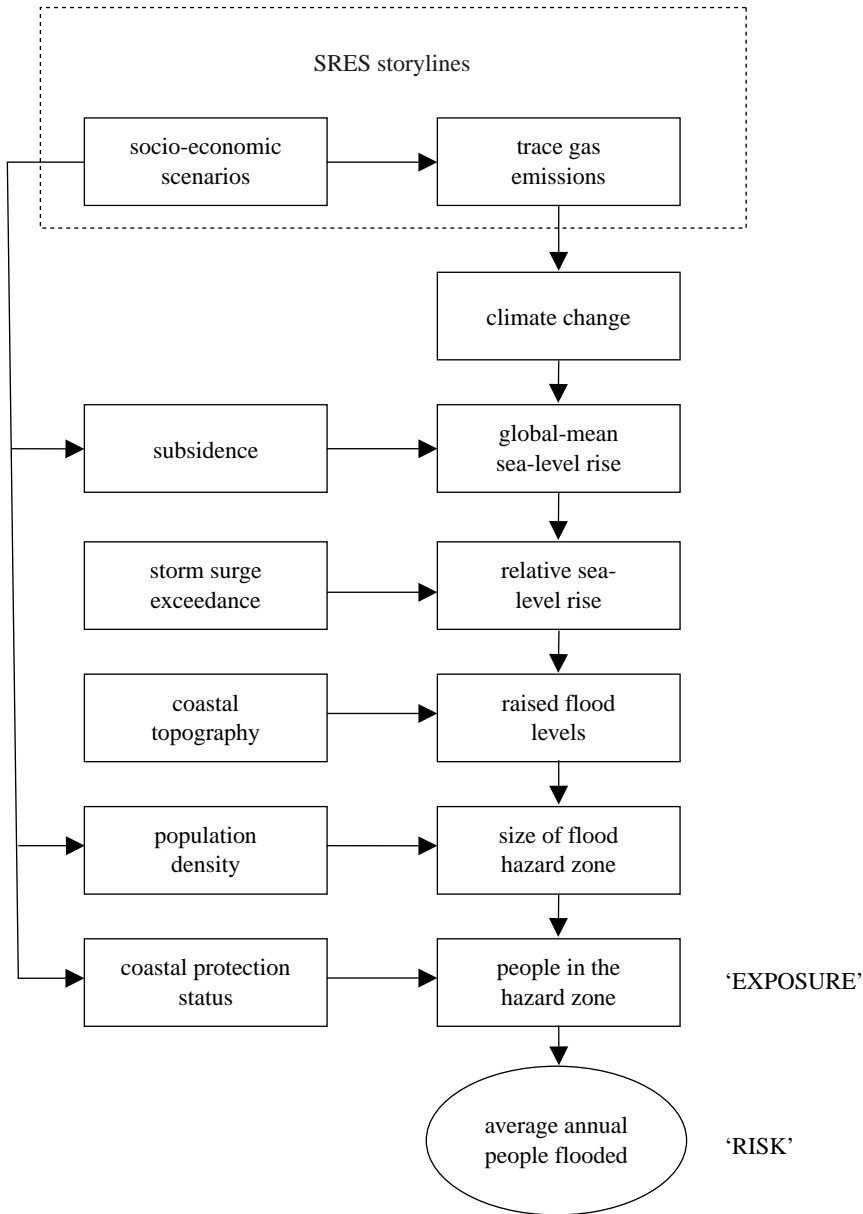 SRES storylines
socio-economic
scenarios
trace gas
emissions
climate change
subsidence
global-mean
sea-level rise
storm surge
exceedance
relative sea-
level rise
coastal
topography
raised flood
levels
population
density
size of flood
hazard zone
coastal protection
status
people in the
hazard zone
‘EXPOSURE’
average annual
people flooded
‘RISK’